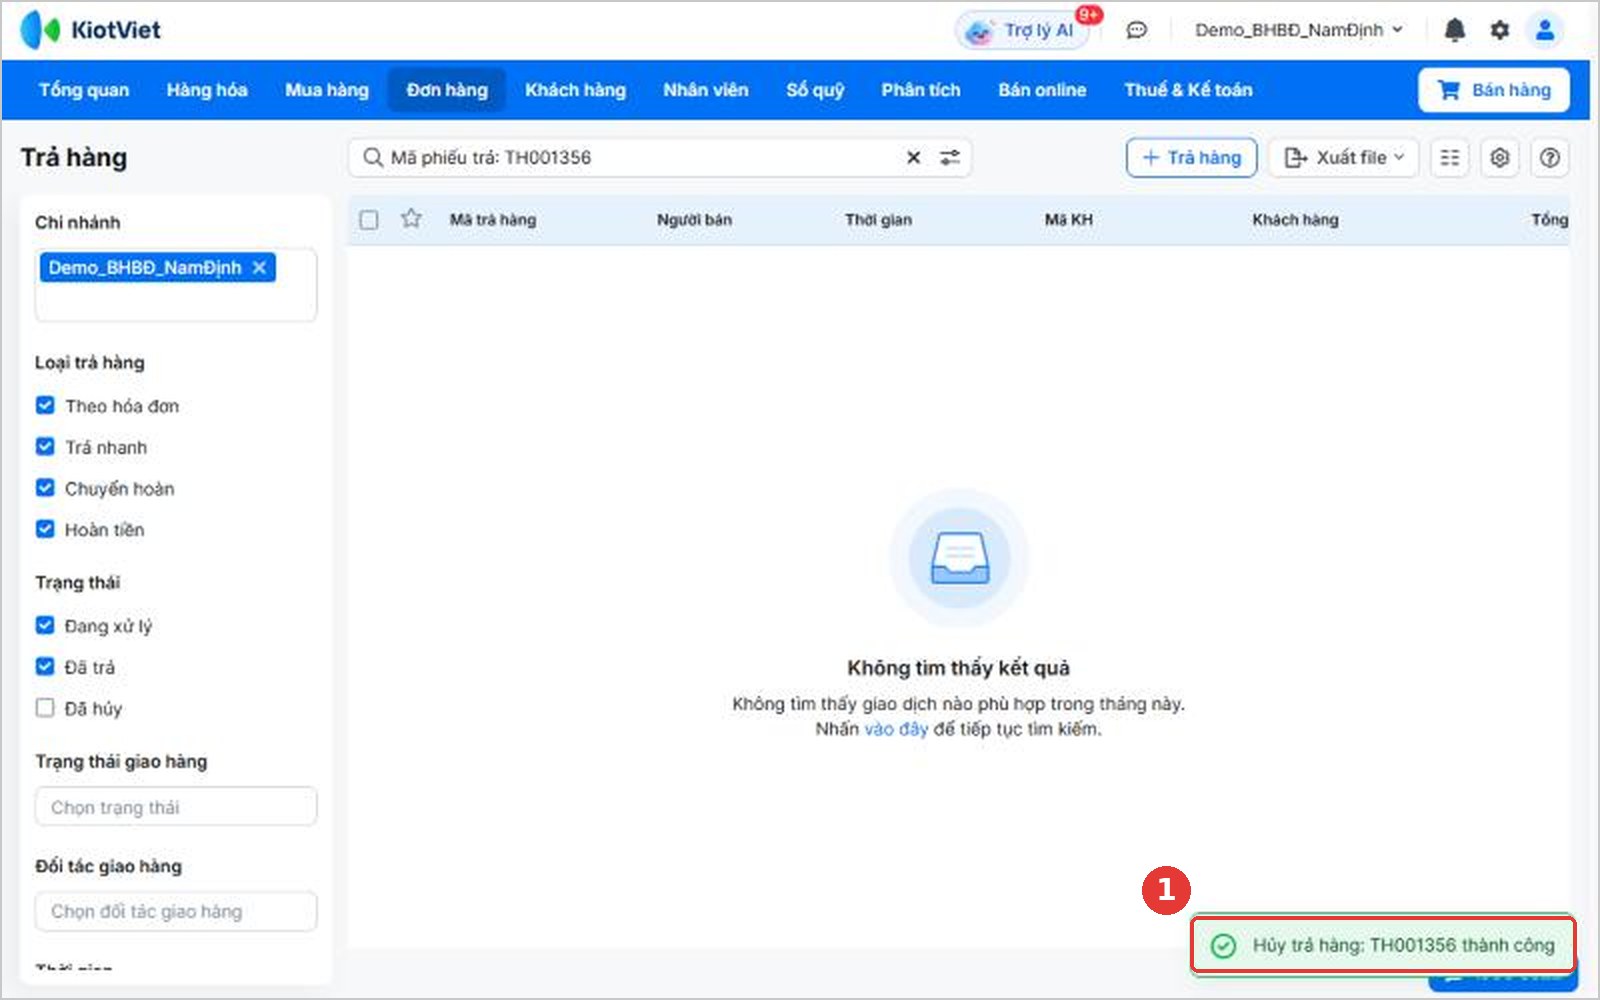 KiotViet
Trợ lý AI
9+
Demo_BHBĐ_NamĐịnh
Tổng quan
Hàng hóa
Mua hàng
Đơn hàng
Khách hàng
Nhân viên
Sổ quỹ
Phân tích
Bán online
Thuế & Kế toán
Bán hàng
Trả hàng
Mã phiếu trả: TH001356
Trả hàng
Xuất file
Chi nhánh
Demo_BHBĐ_NamĐịnh
Loại trả hàng
Theo hóa đơn
Trả nhanh
Chuyển hoàn
Hoàn tiền
Trạng thái
Đang xử lý
Đã trả
Đã hủy
Trạng thái giao hàng
Chọn trạng thái
Đối tác giao hàng
Chọn đối tác giao hàng
Thời gian
Mã trả hàng
Người bán
Thời gian
Mã KH
Khách hàng
Tổng
Không tìm thấy kết quả
Không tìm thấy giao dịch nào phù hợp trong tháng này.
Nhấn vào đây để tiếp tục tìm kiếm.
1
Hủy trả hàng: TH001356 thành công